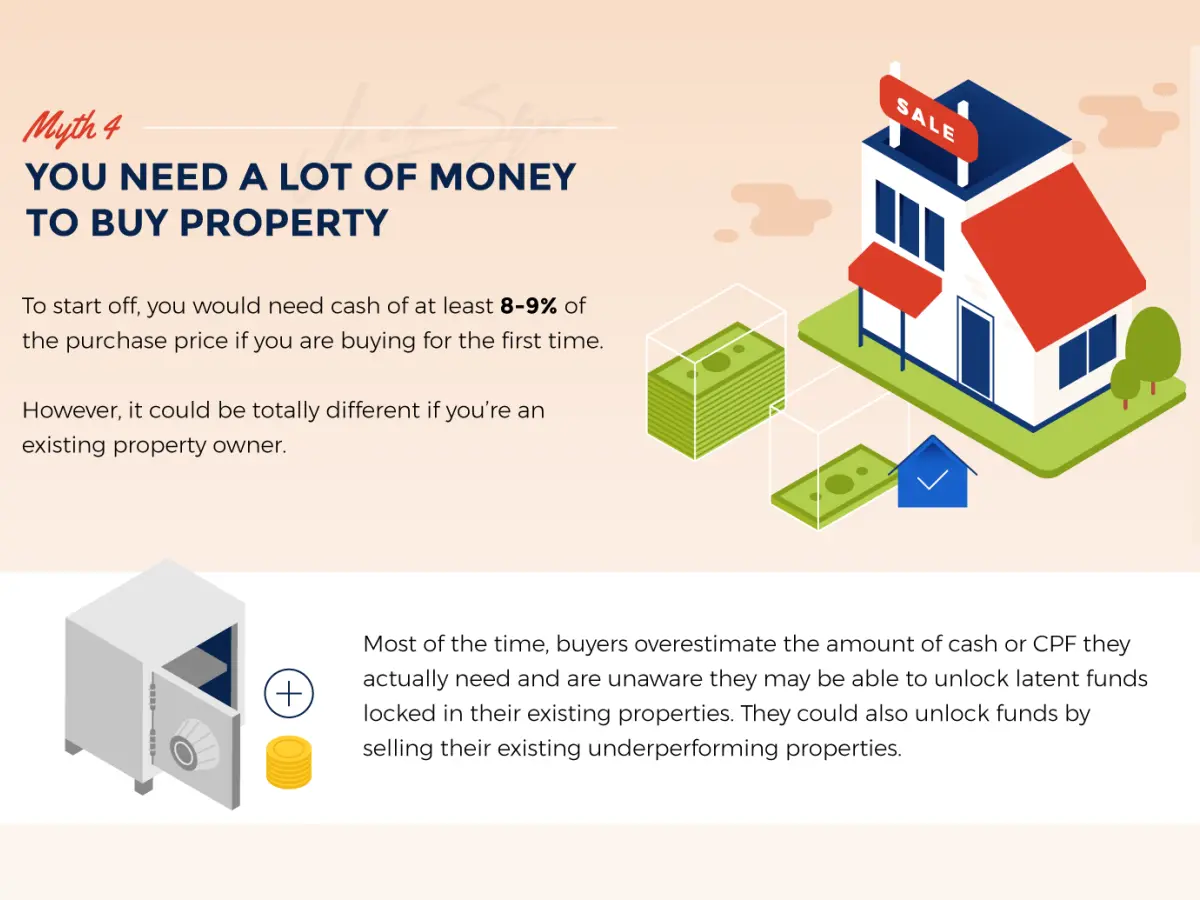 Myth 4
YOU NEED A LOT OF MONEY
TO BUY PROPERTY
To start off, you would need cash of at least 8-9% of
the purchase price if you are buying for the first time.
However, it could be totally different if you’re an
existing property owner.
SALE
Most of the time, buyers overestimate the amount of cash or CPF they
actually need and are unaware they may be able to unlock latent funds
locked in their existing properties. They could also unlock funds by
selling their existing underperforming properties.